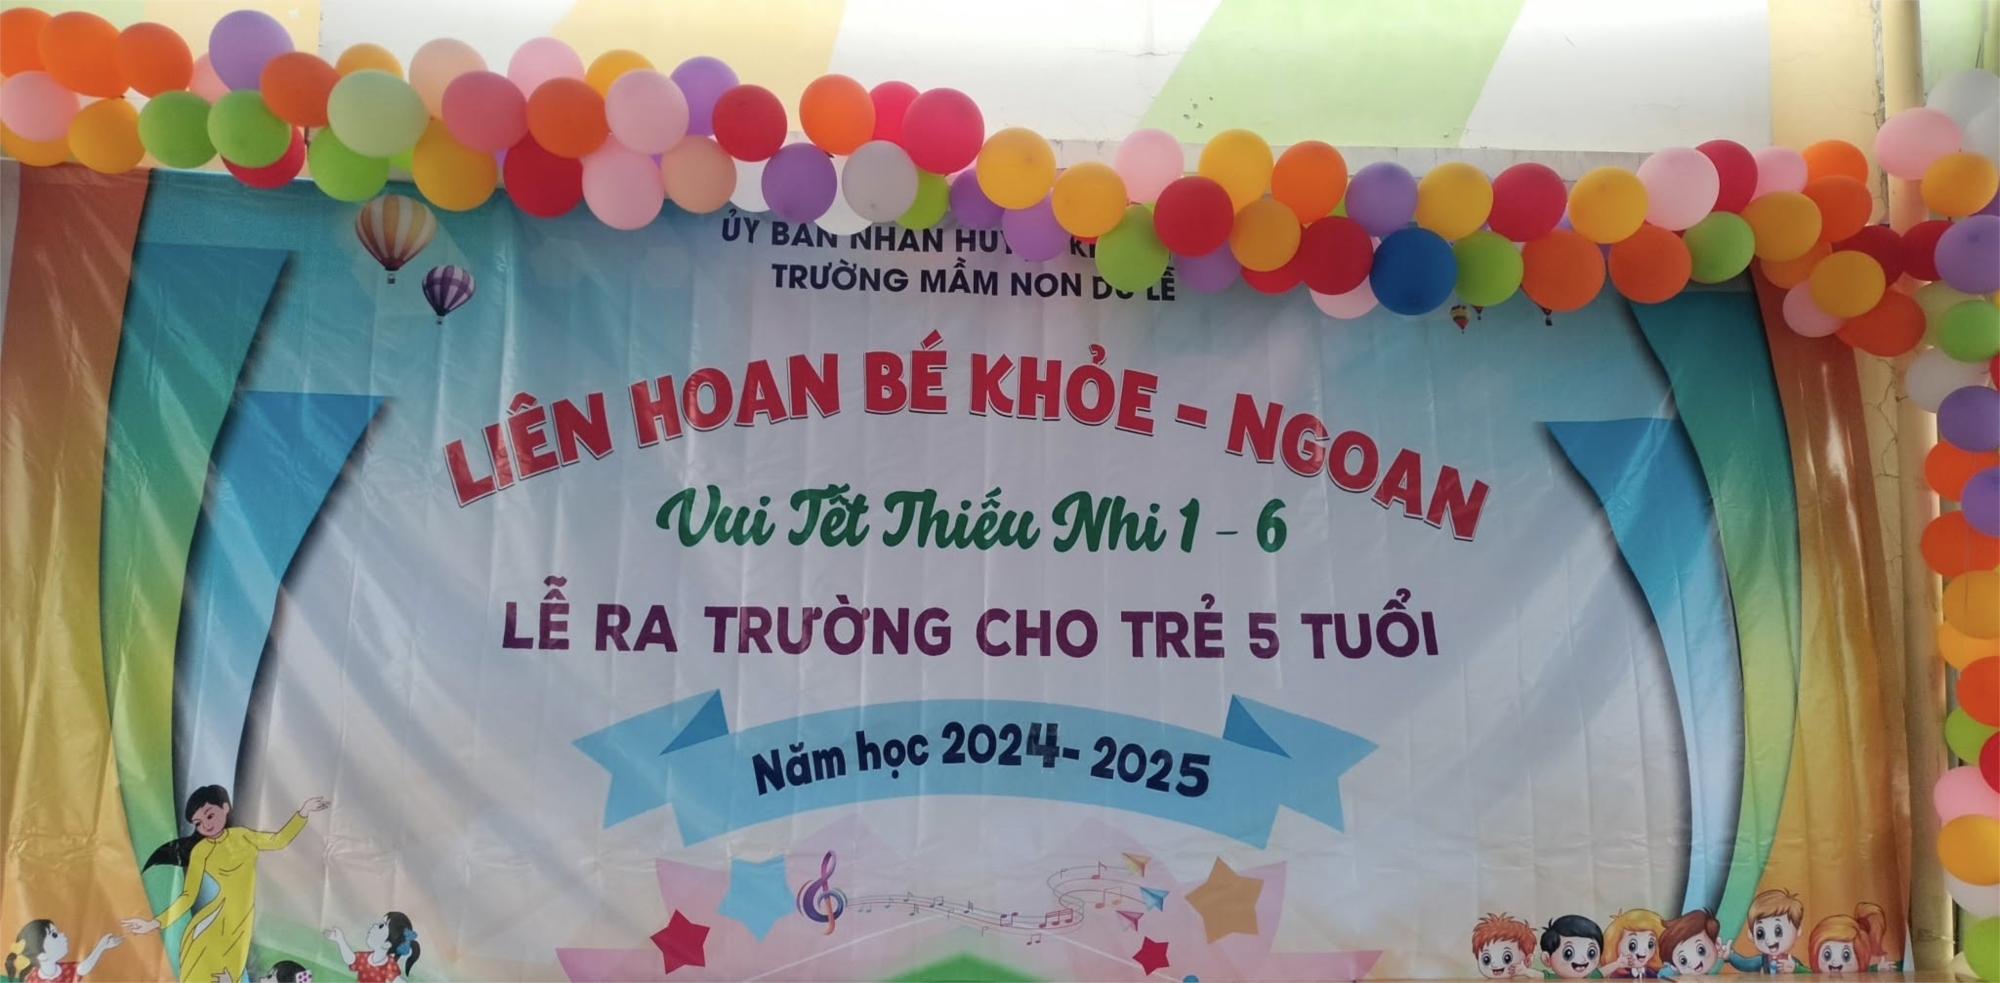 ỦY BAN NHÂN
TRƯỜNG MẦM NON LỄ
LIÊN HOAN BÉ KHỎE - NGOAN
Vui Tết Thiếu Nhi 1 - 6
LỄ RA TRƯỜNG CHO TRẺ 5 TUỔI
Năm học 2024-2025